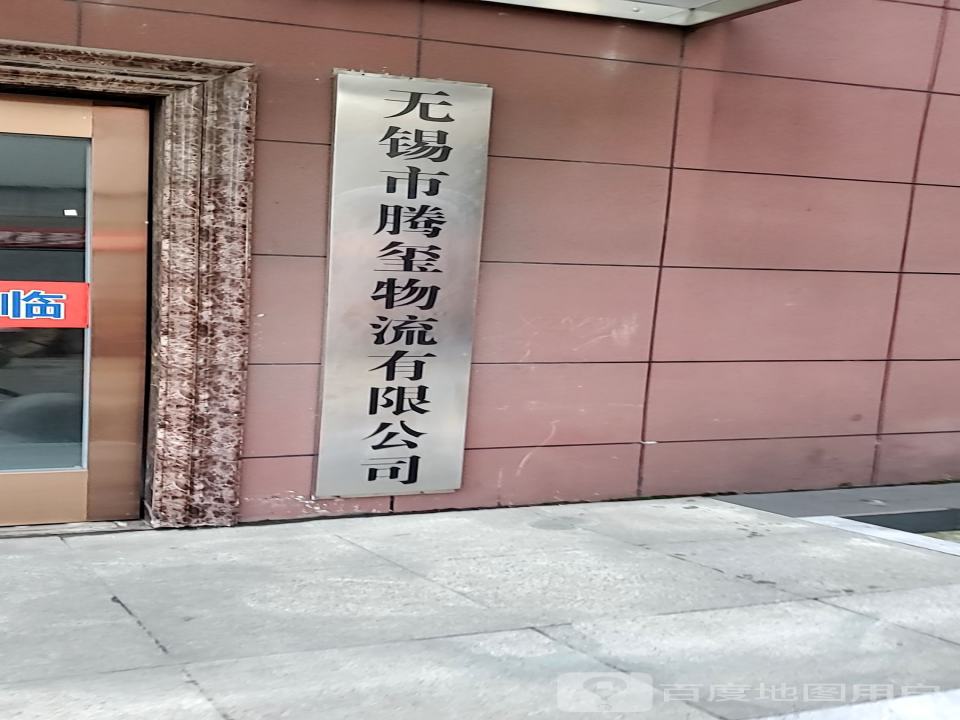 无锡市腾玺物流有限公司
临
百度地图用户